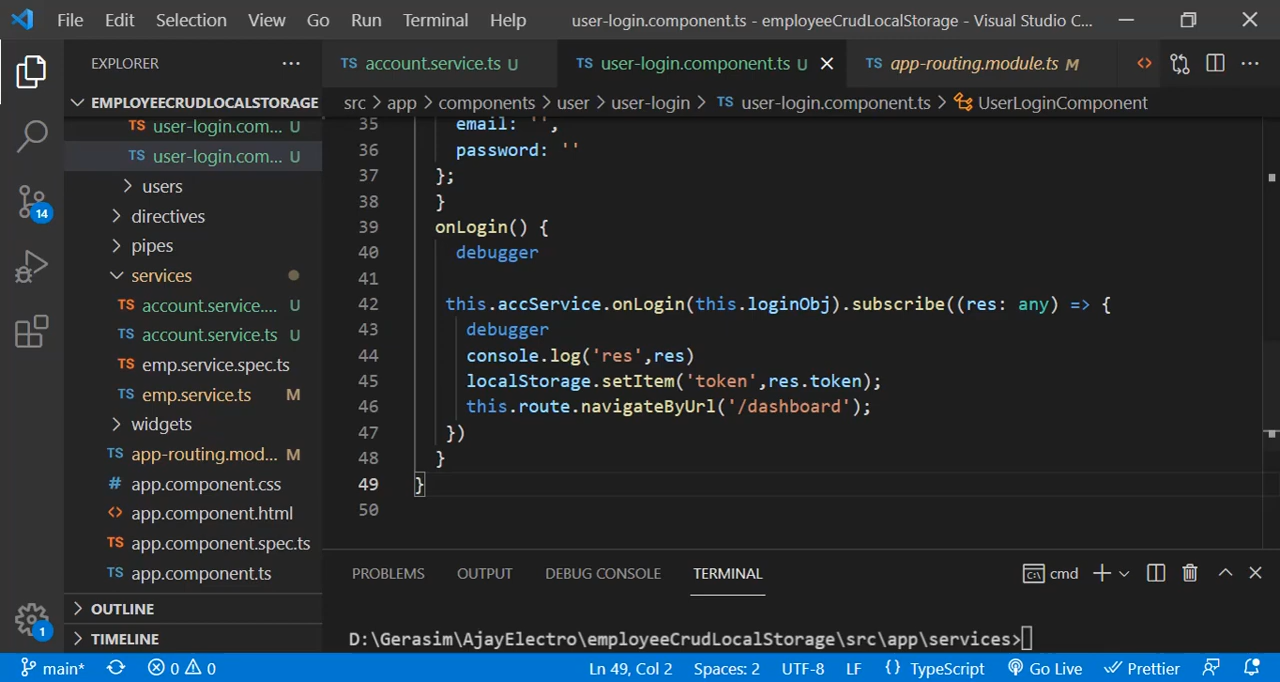 File Edit Selection View Go Run Terminal Help user-login.component.ts - employeeCrudLocalStorage - Visual Studio C...
EXPLORER
EMPLOYEECRUDLOCALSTORAGE
TS user-login.com... U
TS user-login.com... U
users
directives
pipes
services
TS account.service.... U
TS account.service.ts U
TS emp.service.spec.ts
TS emp.service.ts M
widgets
TS app-routing.mod... M
# app.component.css
<> app.component.html
TS app.component.spec.ts
TS app.component.ts
OUTLINE
TIMELINE
14
1
TS account.service.ts U TS user-login.component.ts U TS app-routing.module.ts M
src > app > components > user > user-login > TS user-login.component.ts > UserLoginComponent
35 email: '',
36 password: ''
37 };
38 }
39 onLogin() {
40 debugger
41
42 this.accService.onLogin(this.loginObj).subscribe((res: any) => {
43 debugger
44 console.log('res',res)
45 localStorage.setItem('token',res.token);
46 this.route.navigateByUrl('/dashboard');
47 })
48 }
49 }
50
PROBLEMS OUTPUT DEBUG CONSOLE TERMINAL cmd
D:\Gerasim\AjayElectro\employeeCrudLocalStorage\src\app\services>
main* 0 0 Ln 49, Col 2 Spaces: 2 UTF-8 LF {} TypeScript Go Live Prettier